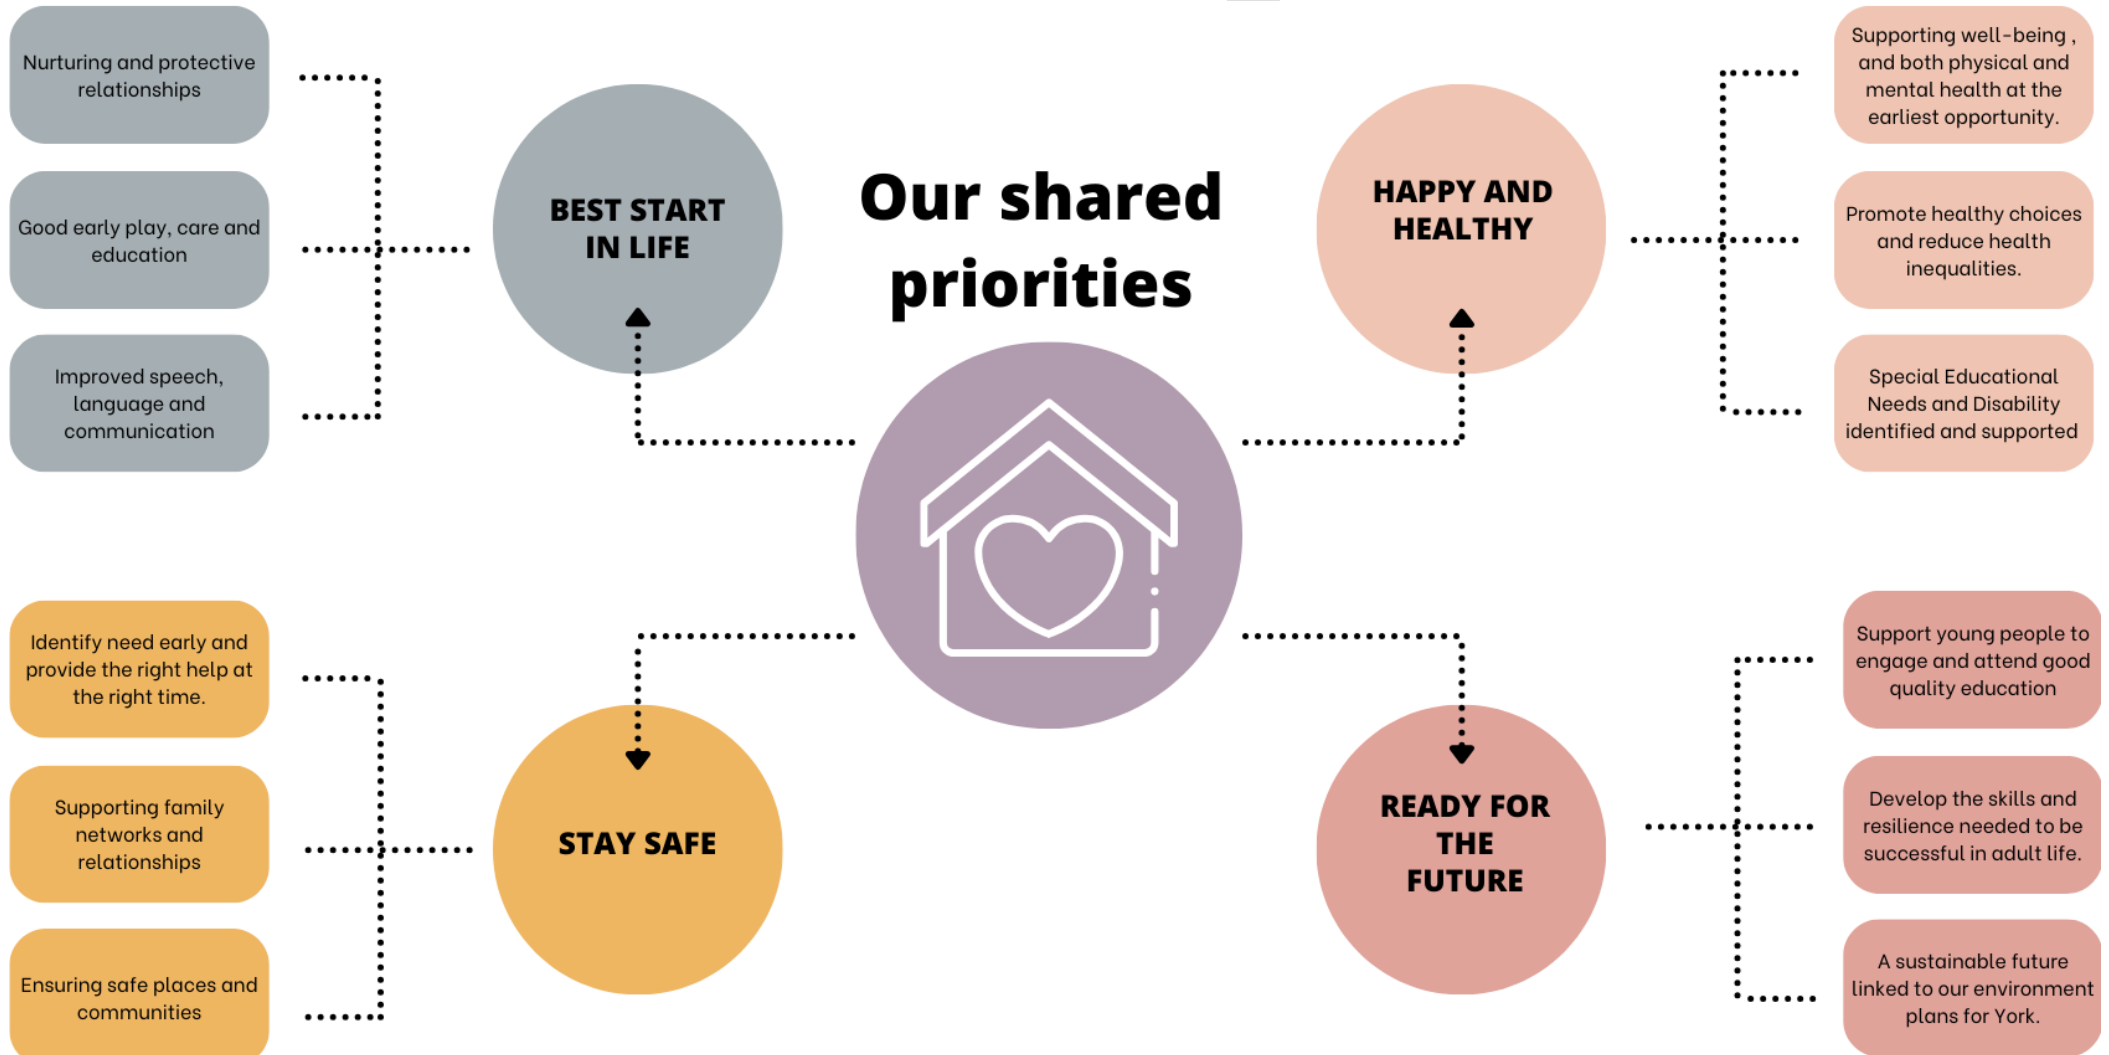 Our shared
priorities
BEST START
IN LIFE
Nurturing and protective
relationships
Good early play, care and
education
Improved speech,
language and
communication
HAPPY AND
HEALTHY
Supporting well-being ,
and both physical and
mental health at the
earliest opportunity.
Promote healthy choices
and reduce health
inequalities.
Special Educational
Needs and Disability
identified and supported
STAY SAFE
Identify need early and
provide the right help at
the right time.
Supporting family
networks and
relationships
Ensuring safe places and
communities
READY FOR
THE
FUTURE
Support young people to
engage and attend good
quality education
Develop the skills and
resilience needed to be
successful in adult life.
A sustainable future
linked to our environment
plans for York.